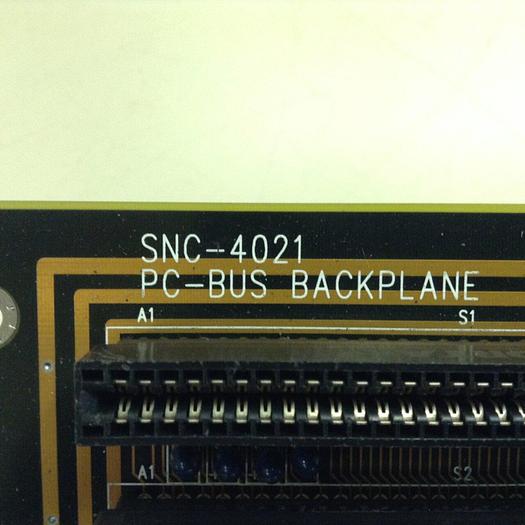 SNC-4021
PC-BUS BACKPLANE
A1 S1
A1 S2